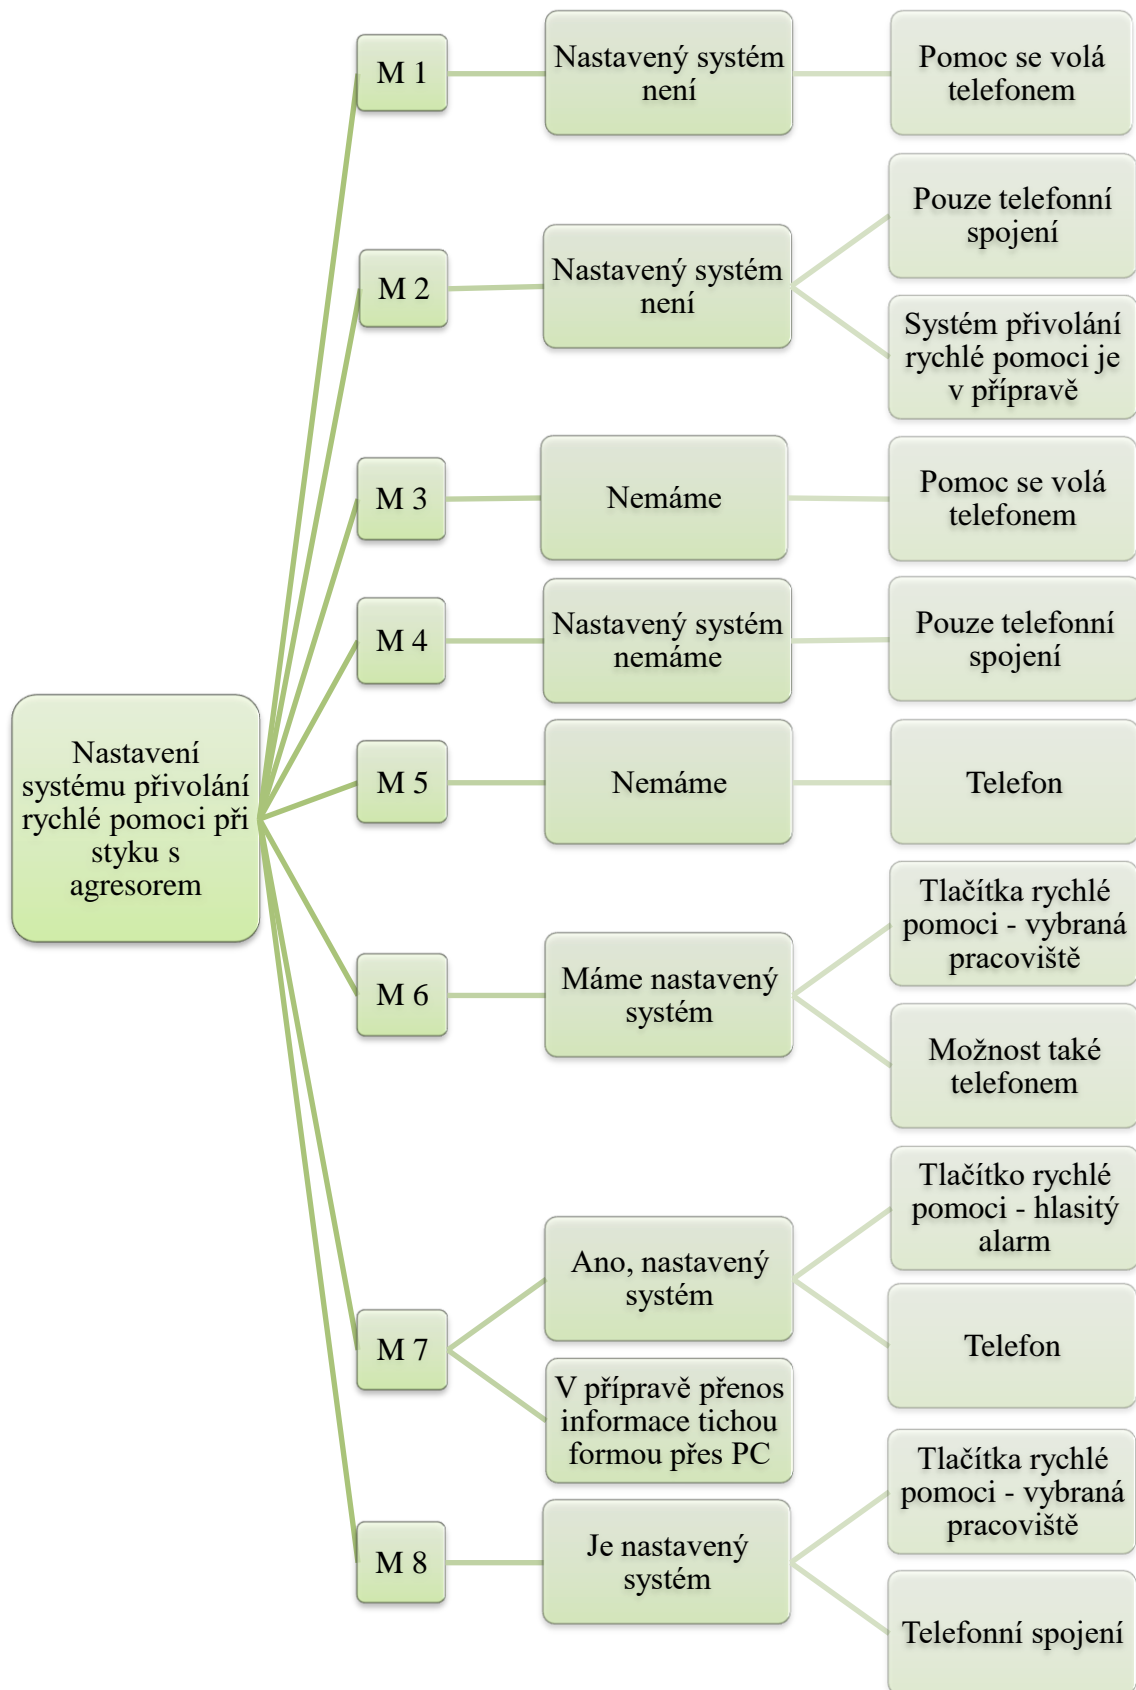 Nastavení
systému přivolání
rychlé pomoci při
styku s
agresorem
M 1
Nastavený systém
není
Pomoc se volá
telefonem
M 2
Nastavený systém
není
Pouze telefonní
spojení
Systém přivolání
rychlé pomoci je
v přípravě
M 3
Nemáme
Pomoc se volá
telefonem
M 4
Nastavený systém
nemáme
Pouze telefonní
spojení
M 5
Nemáme
Telefon
M 6
Máme nastavený
systém
Tlačítka rychlé
pomoci - vybraná
pracoviště
Možnost také
telefonem
M 7
Ano, nastavený
systém
Tlačítko rychlé
pomoci - hlasitý
alarm
Telefon
V přípravě přenos
informace tichou
formou přes PC
M 8
Je nastavený
systém
Tlačítka rychlé
pomoci - vybraná
pracoviště
Telefonní spojení